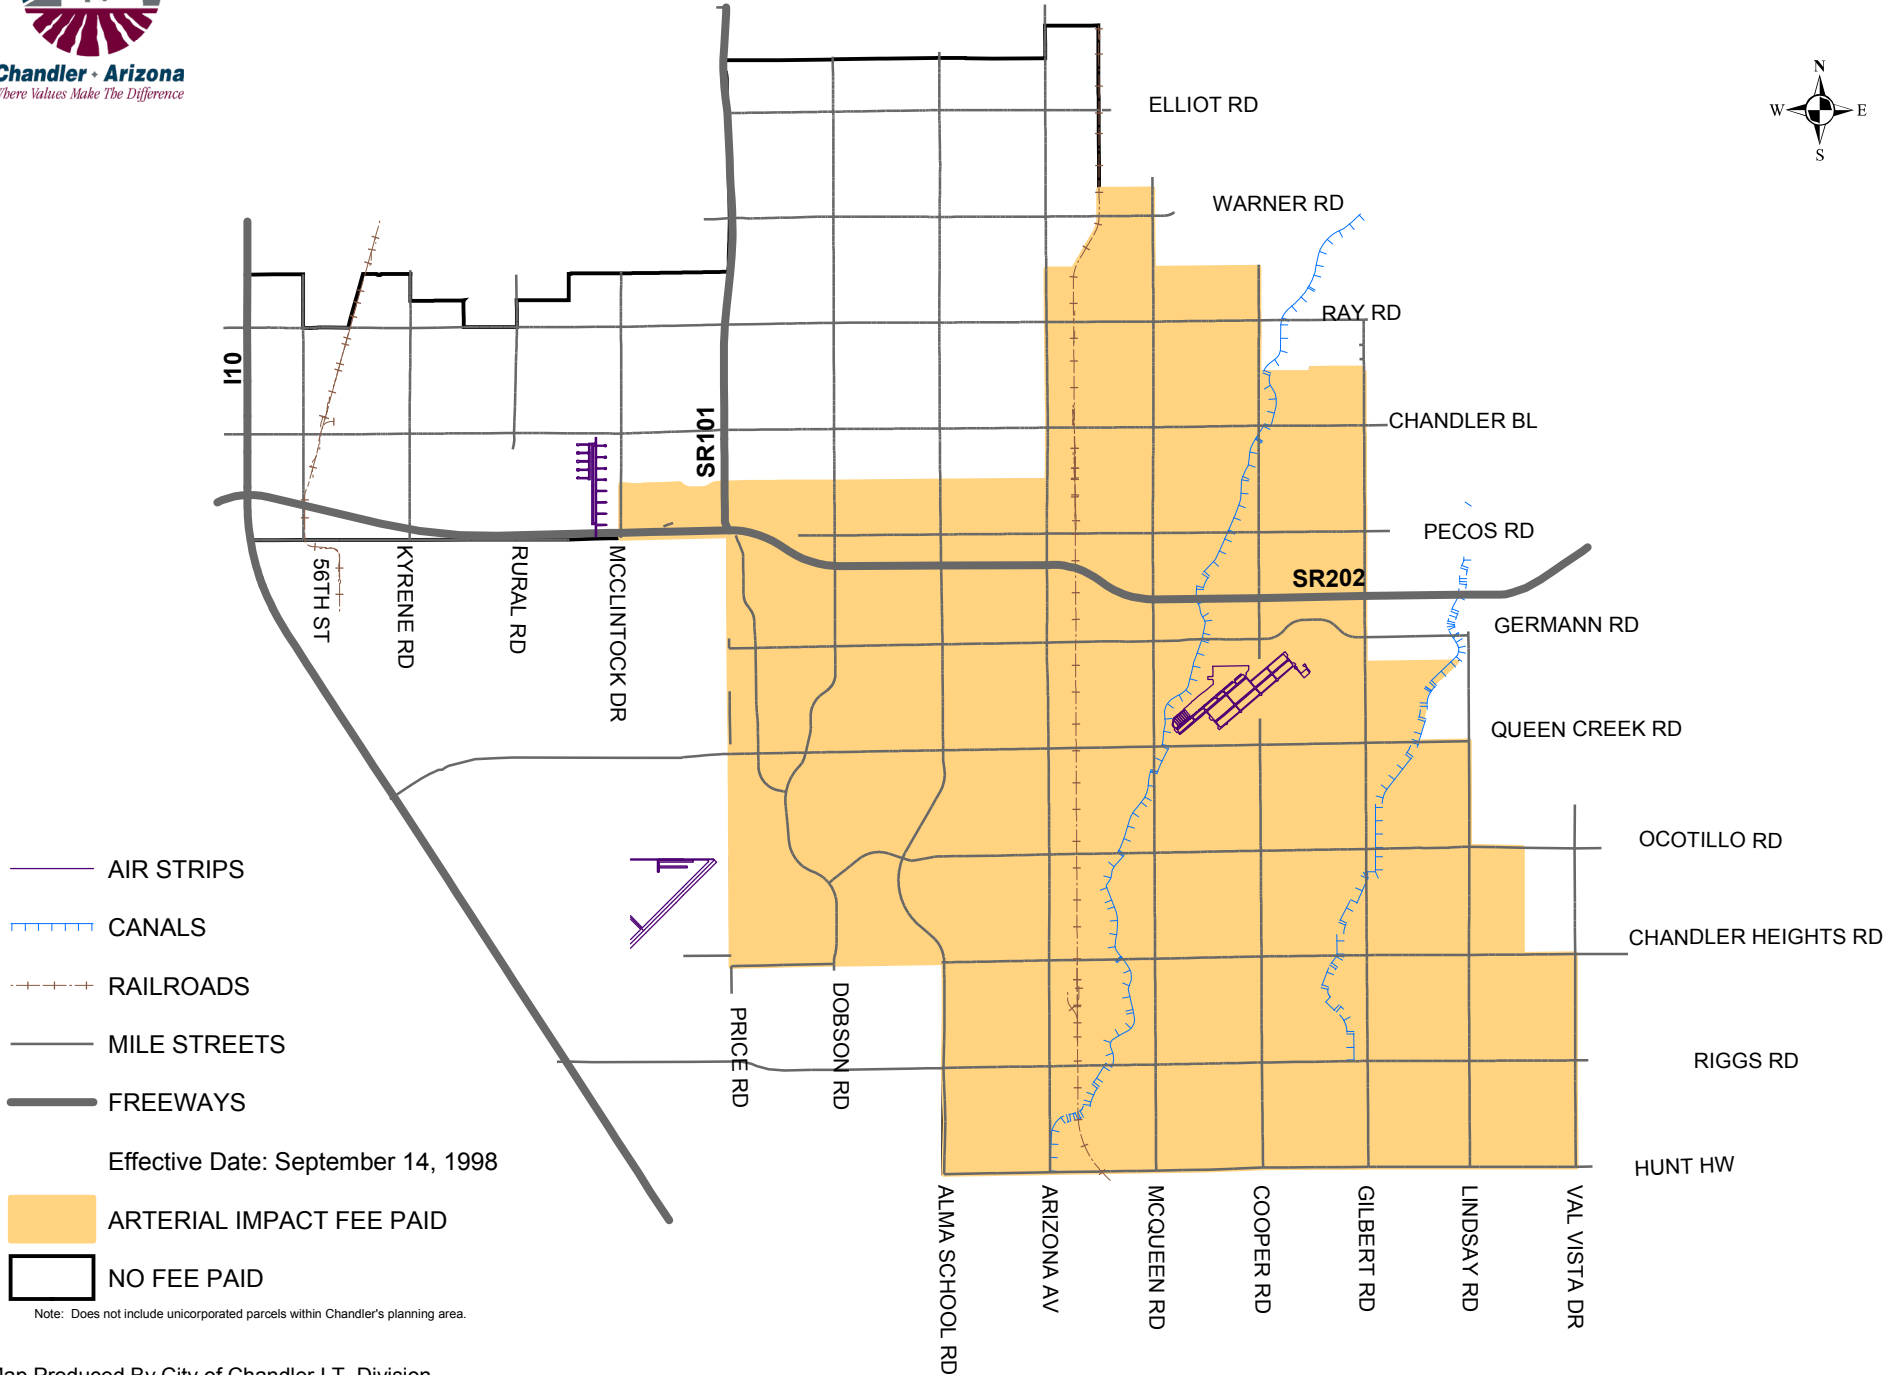 Chandler • Arizona
Where Values Make The Difference
N
W
E
S
ELLIOT RD
WARNER RD
RAY RD
I10
SR101
CHANDLER BL
PECOS RD
SR202
56TH ST
KYRENE RD
RURAL RD
MCCLINTOCK DR
GERMANN RD
QUEEN CREEK RD
OCOTILLO RD
CHANDLER HEIGHTS RD
PRICE RD
DOBSON RD
RIGGS RD
HUNT HW
ALMA SCHOOL RD
ARIZONA AV
MCQUEEN RD
COOPER RD
GILBERT RD
LINDSAY RD
VAL VISTA DR
AIR STRIPS
CANALS
RAILROADS
MILE STREETS
FREEWAYS
Effective Date: September 14, 1998
ARTERIAL IMPACT FEE PAID
NO FEE PAID
Note: Does not include unicorporated parcels within Chandler's planning area.
Map Produced By City of Chandler I.T. Division